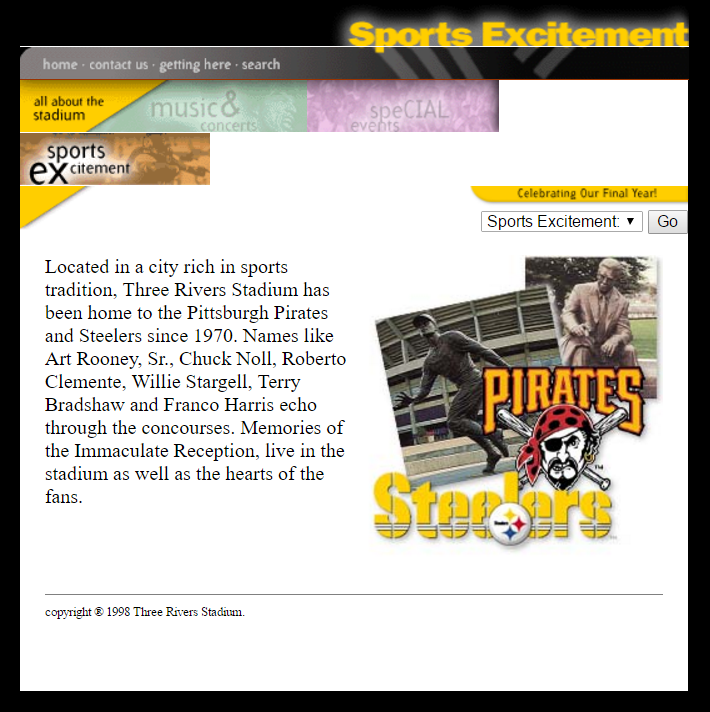 Sports Excitement
home · contact us · getting here · search
all about the
stadium
music &
concerts
speCIAL
events
sports
excitement
Celebrating Our Final Year!
Sports Excitement: ▼
Go
Located in a city rich in sports
tradition, Three Rivers Stadium has
been home to the Pittsburgh Pirates
and Steelers since 1970. Names like
Art Rooney, Sr., Chuck Noll, Roberto
Clemente, Willie Stargell, Terry
Bradshaw and Franco Harris echo
through the concourses. Memories of
the Immaculate Reception, live in the
stadium as well as the hearts of the
fans.
PIRATES
TM
Steelers
Steelers
copyright ® 1998 Three Rivers Stadium.